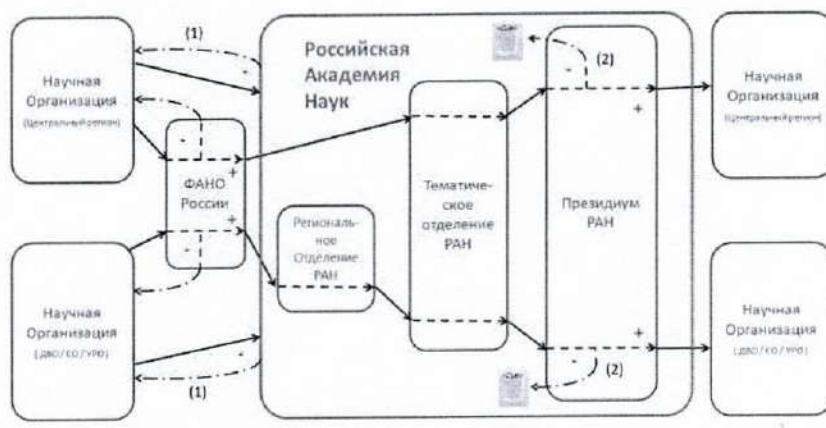 (1)
Российская
Академия
Наук
(2)
Научная
Организация
(Центральный регион)
Научная
Организация
(Центральный регион)
-
-
-
+
+
ФАНО
России
+
-
Тематиче-
ское
отделение
РАН
Президиум
РАН
Региональ-
ное
Отделение
РАН
Научная
Организация
(ДВО/СО/УРО)
Научная
Организация
(ДВО/СО/УРО)
+
-
-
(1)
(2)